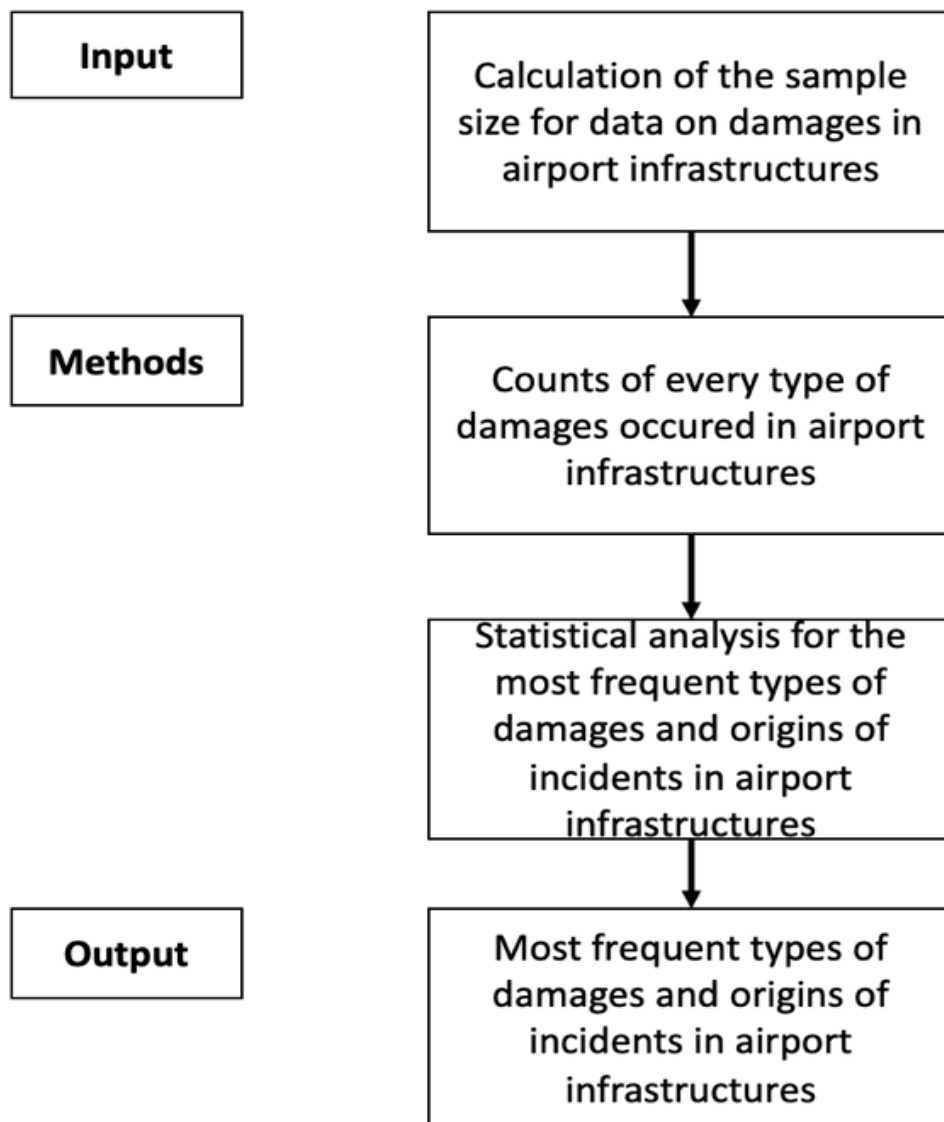 Input
Calculation of the sample
size for data on damages in
airport infrastructures
Methods
Counts of every type of
damages occured in airport
infrastructures
Statistical analysis for the
most frequent types of
damages and origins of
incidents in airport
infrastructures
Output
Most frequent types of
damages and origins of
incidents in airport
infrastructures